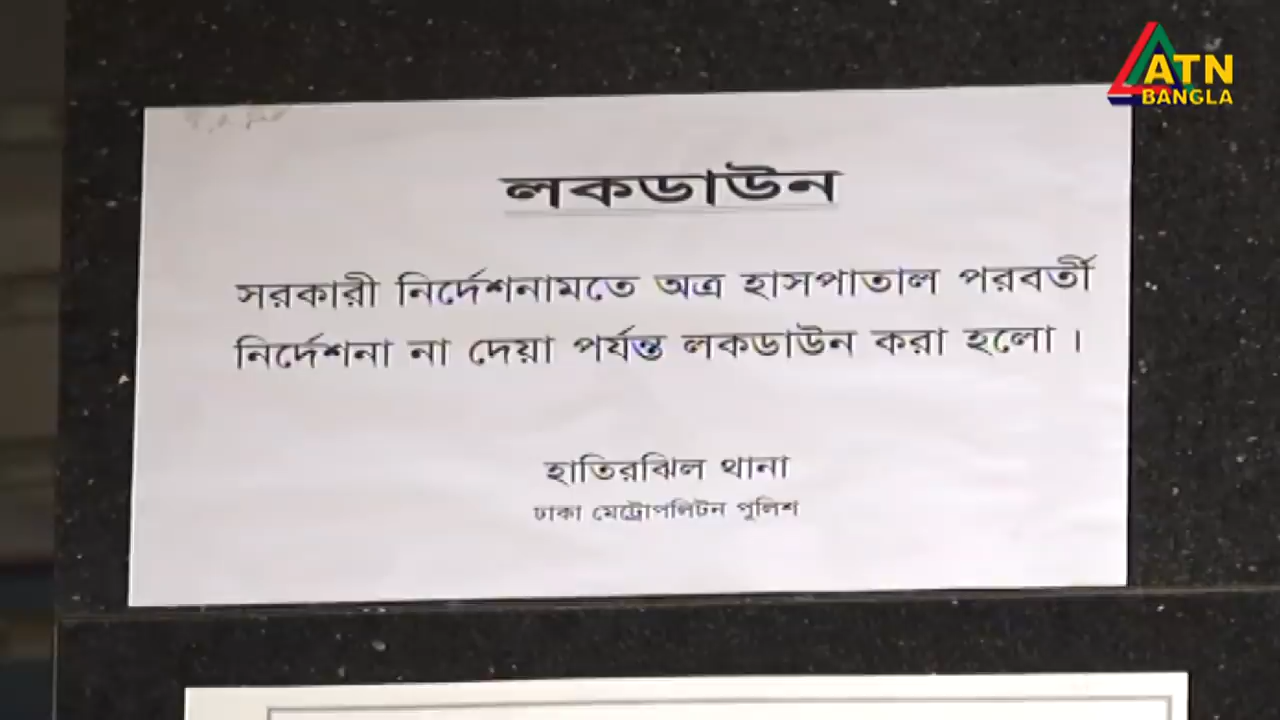 ATN
BANGLA
লকডাউন
সরকারী নির্দেশনামতে অত্র হাসপাতাল পরবর্তী
নির্দেশনা না দেয়া পর্যন্ত লকডাউন করা হলো।
হাতিরঝিল থানা
ঢাকা মেট্রোপলিটন পুলিশ